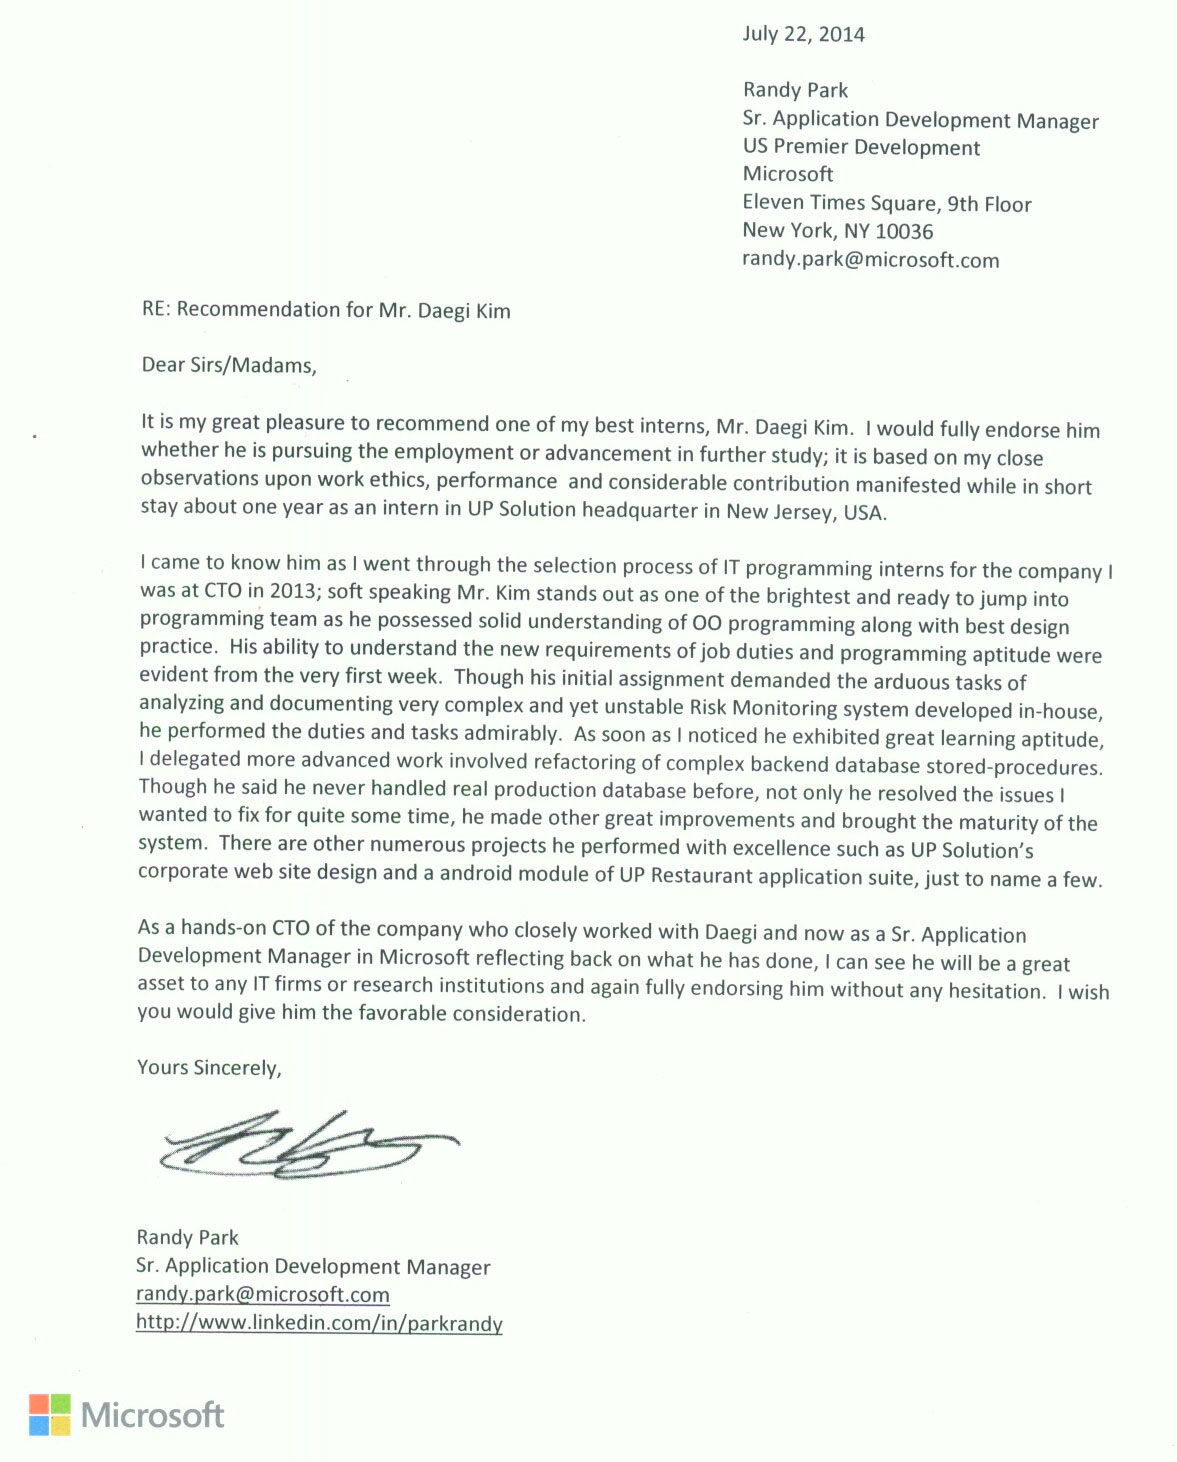 July 22, 2014
Randy Park
Sr. Application Development Manager
US Premier Development
Microsoft
Eleven Times Square, 9th Floor
New York, NY 10036
randy.park@microsoft.com
RE: Recommendation for Mr. Daegi Kim
Dear Sirs/Madams,
It is my great pleasure to recommend one of my best interns, Mr. Daegi Kim.  I would fully endorse him
whether he is pursuing the employment or advancement in further study; it is based on my close
observations upon work ethics, performance  and considerable contribution manifested while in short
stay about one year as an intern in UP Solution headquarter in New Jersey, USA.
I came to know him as I went through the selection process of IT programming interns for the company I
was at CTO in 2013; soft speaking Mr. Kim stands out as one of the brightest and ready to jump into
programming team as he possessed solid understanding of OO programming along with best design
practice.  His ability to understand the new requirements of job duties and programming aptitude were
evident from the very first week.  Though his initial assignment demanded the arduous tasks of
analyzing and documenting very complex and yet unstable Risk Monitoring system developed in-house,
he performed the duties and tasks admirably.  As soon as I noticed he exhibited great learning aptitude,
I delegated more advanced work involved refactoring of complex backend database stored-procedures.
Though he said he never handled real production database before, not only he resolved the issues I
wanted to fix for quite some time, he made other great improvements and brought the maturity of the
system.  There are other numerous projects he performed with excellence such as UP Solution's
corporate web site design and a android module of UP Restaurant application suite, just to name a few.
As a hands-on CTO of the company who closely worked with Daegi and now as a Sr. Application
Development Manager in Microsoft reflecting back on what he has done, I can see he will be a great
asset to any IT firms or research institutions and again fully endorsing him without any hesitation.  I wish
you would give him the favorable consideration.
Yours Sincerely,
Randy Park
Sr. Application Development Manager
randy.park@microsoft.com
http://www.linkedin.com/in/parkrandy
Microsoft